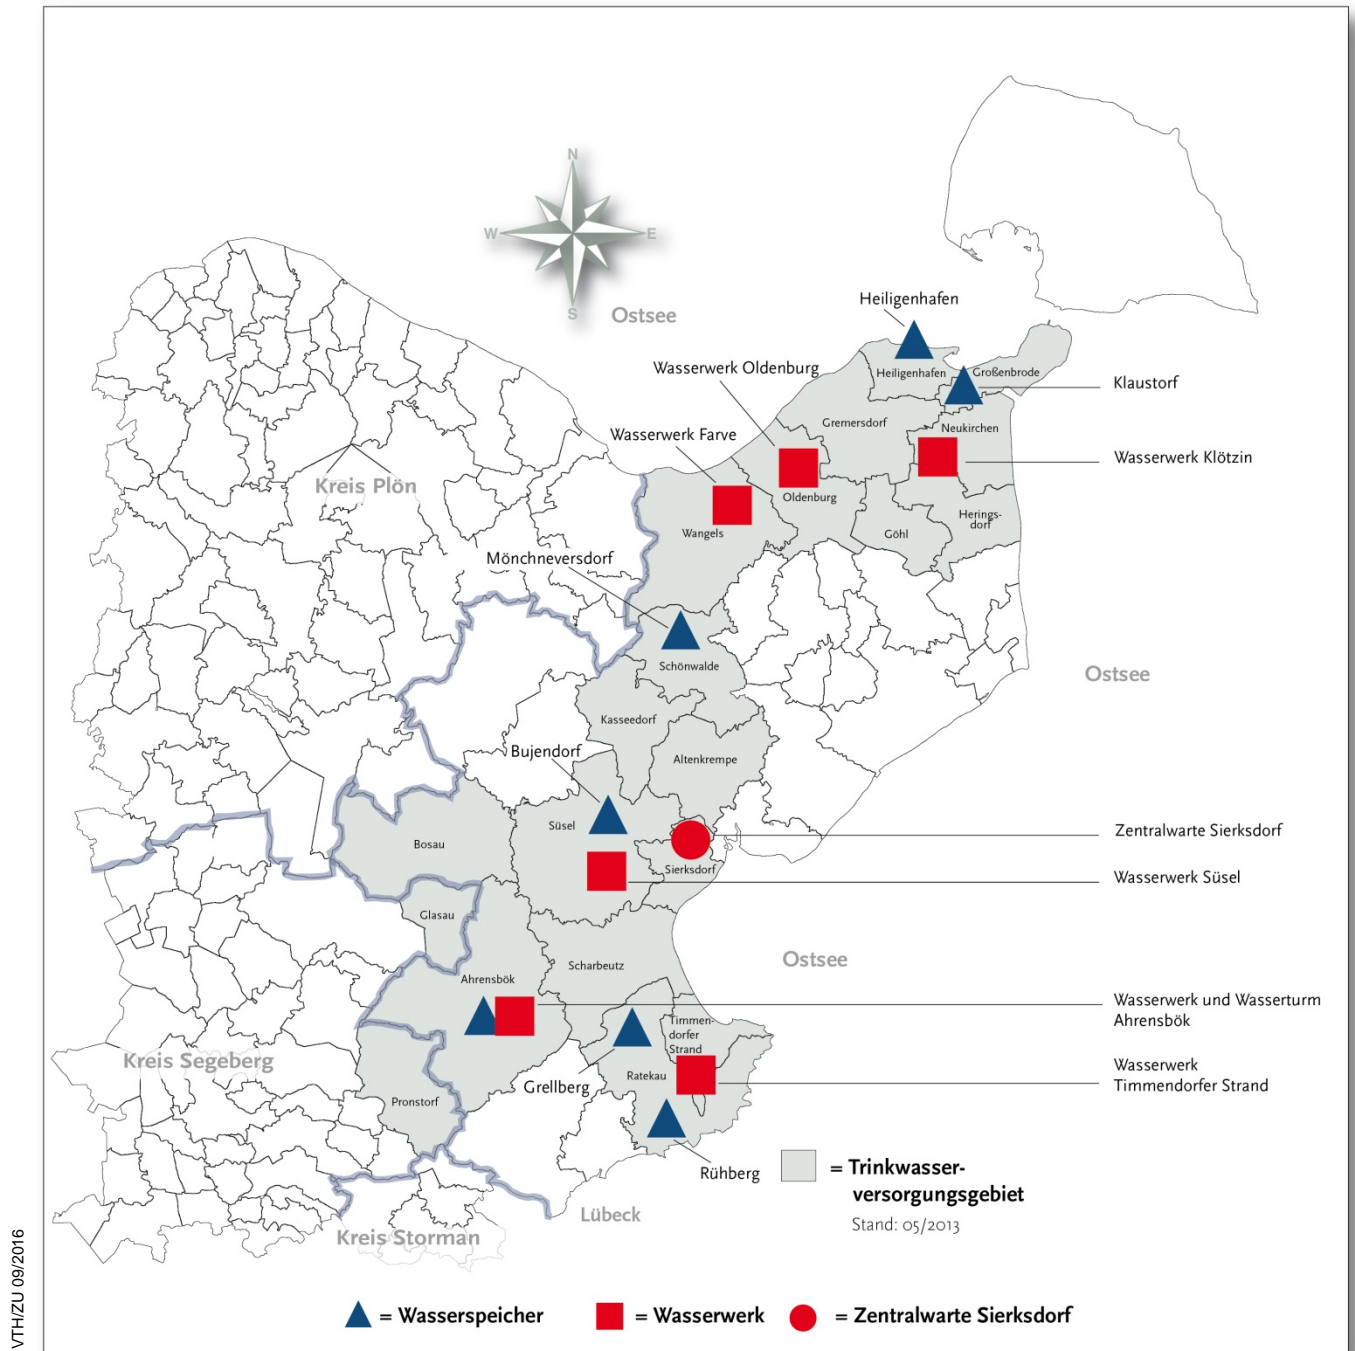 N
W
E
S
Ostsee
Heiligenhafen
Wasserwerk Oldenburg
Heiligenhafen
Großenbrode
Klaustorf
Gremersdorf
Neukirchen
Wasserwerk Farve
Wasserwerk Klötzin
Kreis Plön
Oldenburg
Herings-
dorf
Wangels
Göhl
Mönchneversdorf
Schönwalde
Ostsee
Kasseedorf
Bujendorf
Altenkrempe
Süsel
Zentralwarte Sierksdorf
Bosau
Sierksdorf
Wasserwerk Süsel
Glasau
Ostsee
Scharbeutz
Ahrensbök
Wasserwerk und Wasserturm
Ahrensbök
Timmen-
dorfer
Strand
Kreis Segeberg
Wasserwerk
Timmendorfer Strand
Ratekau
Grellberg
Pronstorf
Rühberg
= Trinkwasser-
versorgungsgebiet
Stand: 05/2013
Lübeck
Kreis Storman
VTH/ZU 09/2016
= Wasserspeicher
= Wasserwerk
= Zentralwarte Sierksdorf